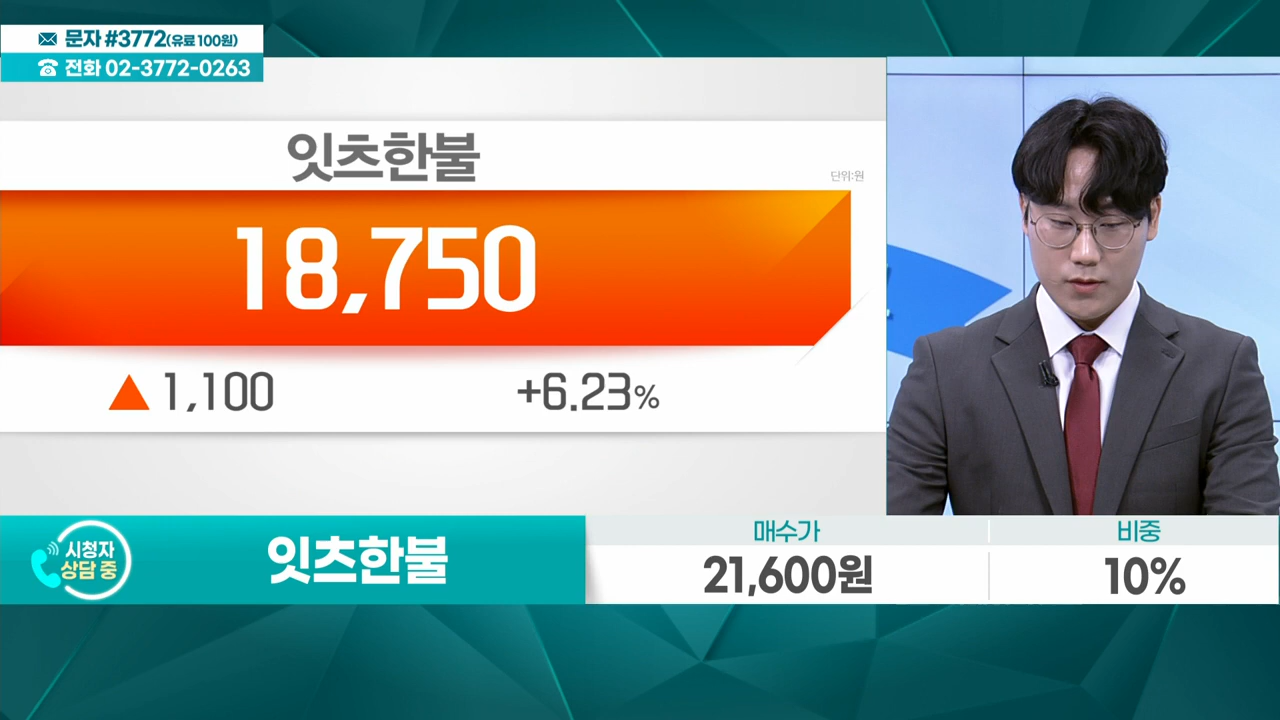 문자 #3772(유료 100원)
전화 02-3772-0263
잇츠한불
단위:원
18,750
▲ 1,100 +6.23%
시청자
상담 중
잇츠한불
매수가 비중
21,600원 10%